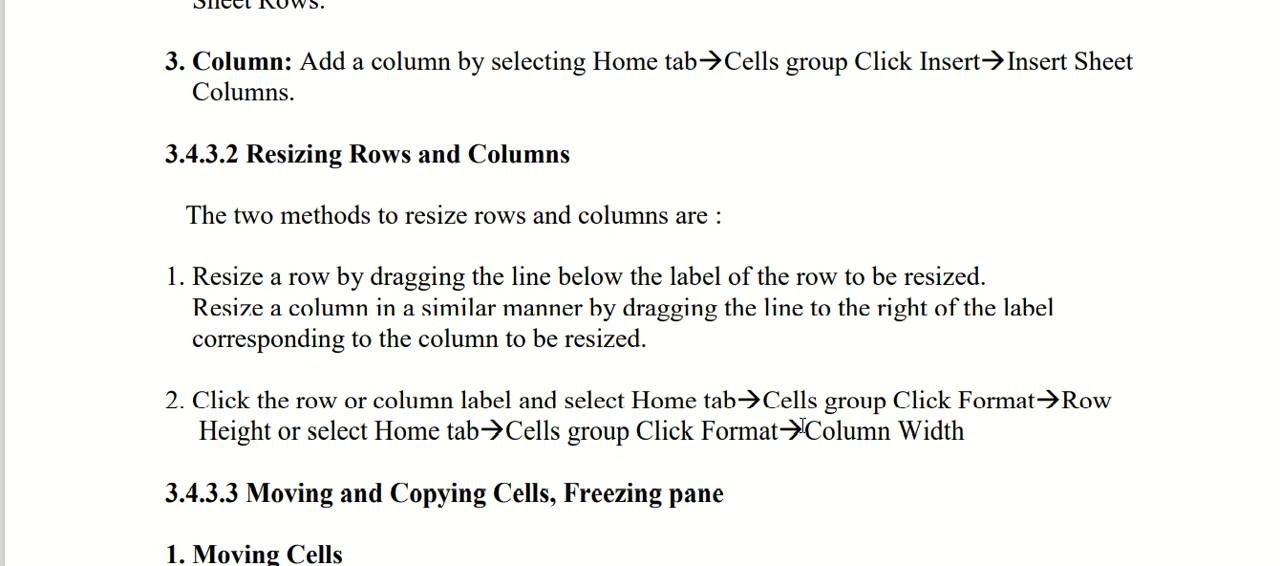 Sheet Rows.
3. Column: Add a column by selecting Home tab→Cells group Click Insert→Insert Sheet
Columns.
3.4.3.2 Resizing Rows and Columns
The two methods to resize rows and columns are :
1. Resize a row by dragging the line below the label of the row to be resized.
Resize a column in a similar manner by dragging the line to the right of the label
corresponding to the column to be resized.
2. Click the row or column label and select Home tab→Cells group Click Format→Row
Height or select Home tab→Cells group Click Format→Column Width
3.4.3.3 Moving and Copying Cells, Freezing pane
1. Moving Cells